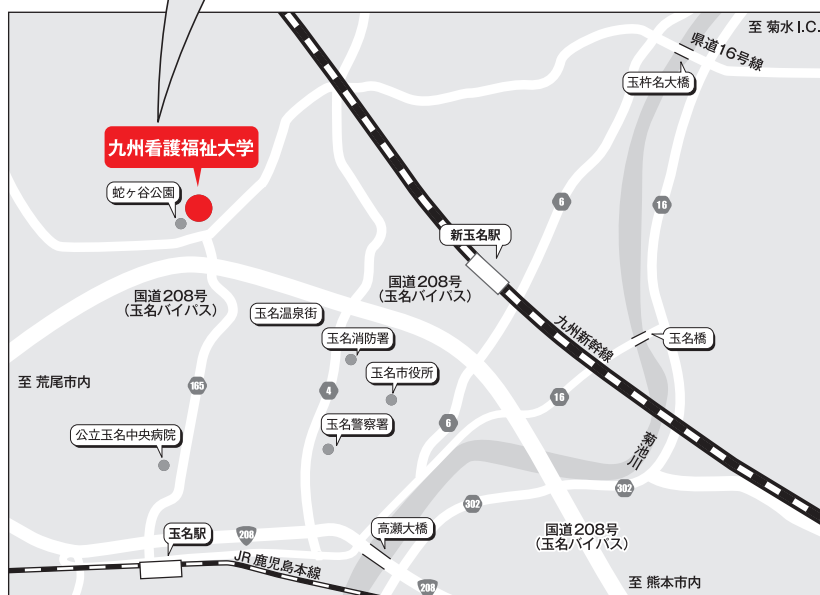 至 菊水 I.C.
県道16号線
玉杵名大橋
九州看護福祉大学
蛇ヶ谷公園
6
16
新玉名駅
国道208号
(玉名バイパス)
国道208号
(玉名バイパス)
玉名温泉街
九州新幹線
玉名消防署
玉名橋
玉名市役所
至 荒尾市内
165
4
16
6
公立玉名中央病院
玉名警察署
菊池川
302
302
高瀬大橋
国道208号
(玉名バイパス)
玉名駅
208
JR 鹿児島本線
至 熊本市内
208